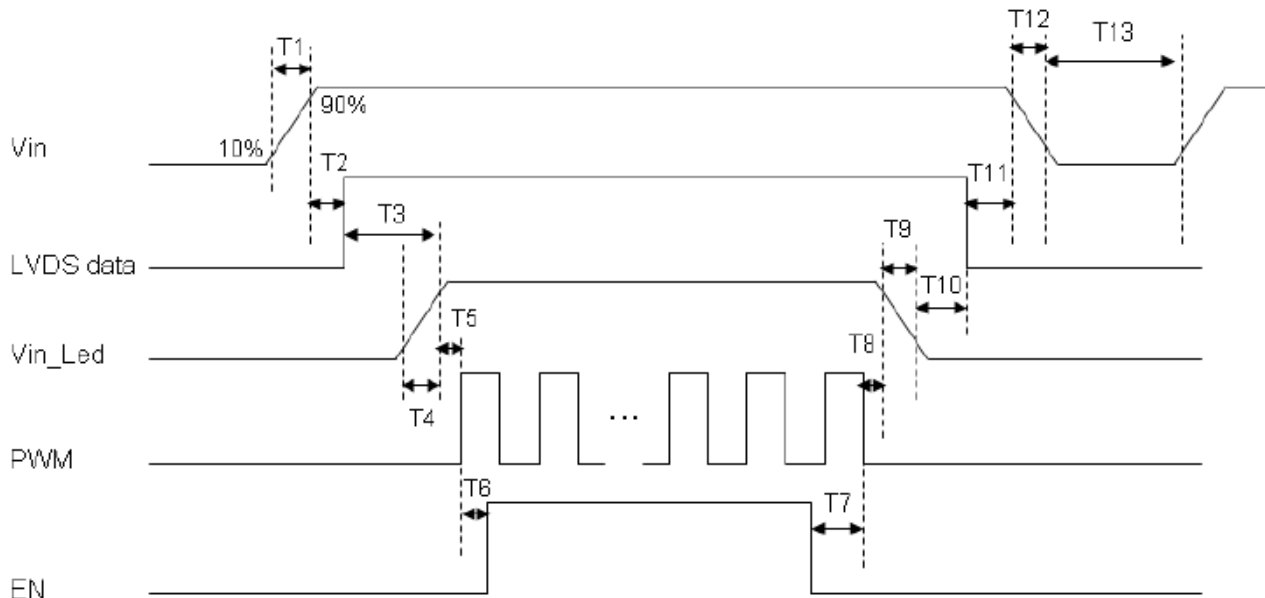 T12
T1
T13
90%
Vin
10%
T2
T11
T3
T9
LVDS data
T10
T5
Vin_Led
T8
T4
...
PWM
T6
T7
EN